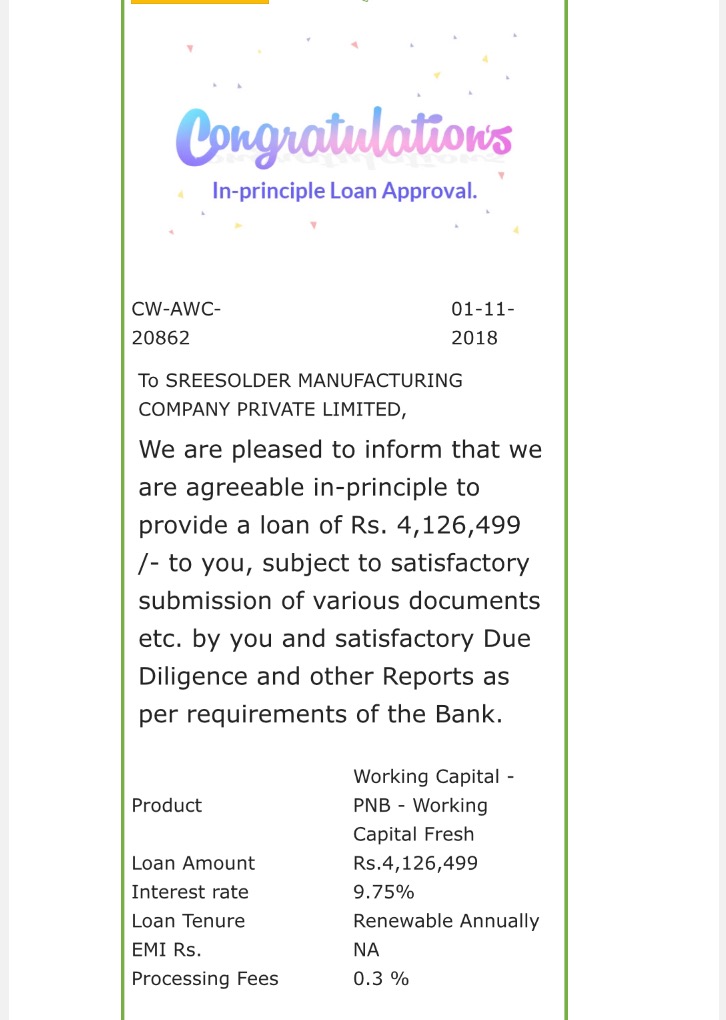 Congratulations
In-principle Loan Approval.
CW-AWC-
20862
01-11-
2018
To SREESOLDER MANUFACTURING
COMPANY PRIVATE LIMITED,
We are pleased to inform that we
are agreeable in-principle to
provide a loan of Rs. 4,126,499
/- to you, subject to satisfactory
submission of various documents
etc. by you and satisfactory Due
Diligence and other Reports as
per requirements of the Bank.
Product
Working Capital -
PNB - Working
Capital Fresh
Loan Amount Rs.4,126,499
Interest rate 9.75%
Loan Tenure Renewable Annually
EMI Rs. NA
Processing Fees 0.3 %